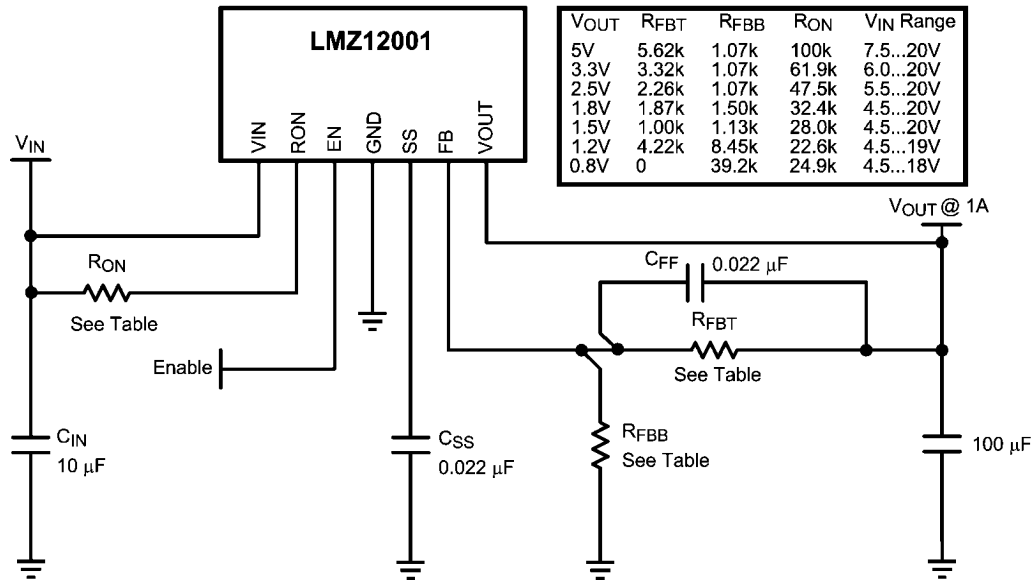 LMZ12001
VIN
RON
EN
GND
SS
FB
VOUT
VOUT RFBT RFBB RON VIN Range
5V 5.62k 1.07k 100k 7.5...20V
3.3V 3.32k 1.07k 61.9k 6.0...20V
2.5V 2.26k 1.07k 47.5k 5.5...20V
1.8V 1.87k 1.50k 32.4k 4.5...20V
1.5V 1.00k 1.13k 28.0k 4.5...20V
1.2V 4.22k 8.45k 22.6k 4.5...19V
0.8V 0 39.2k 24.9k 4.5...18V
VIN
VOUT @ 1A
RON
See Table
CFF 0.022 μF
RFBT
See Table
Enable
CIN
10 μF
CSS
0.022 μF
RFBB
See Table
100 μF